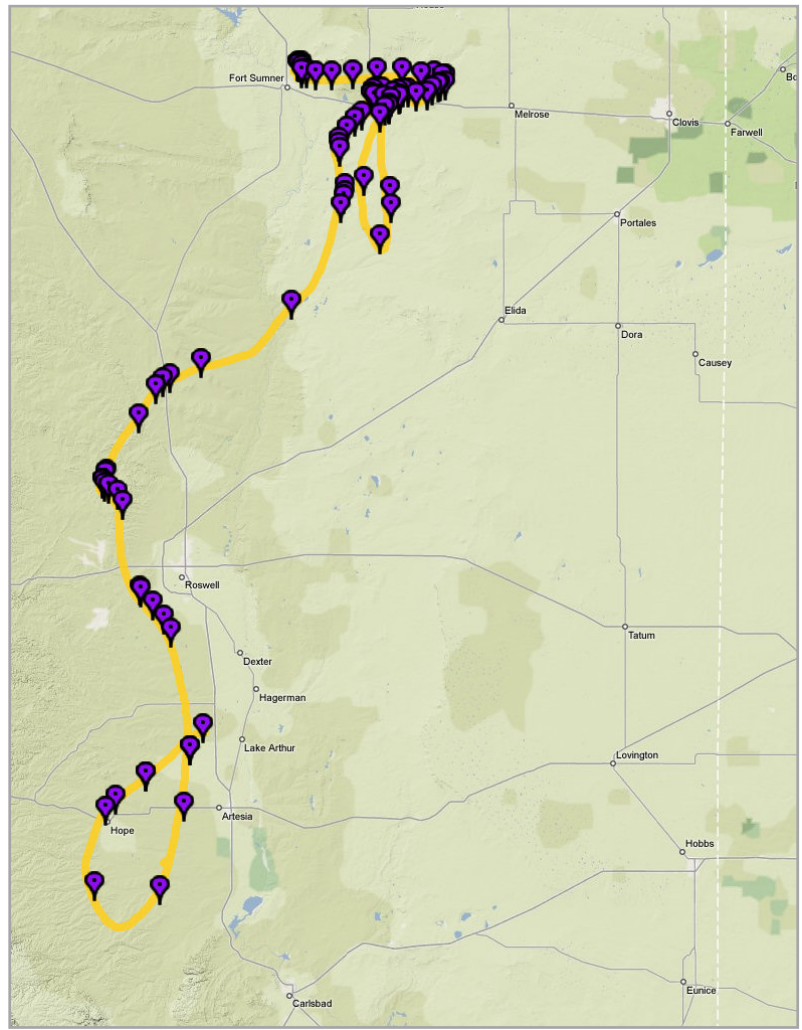 Fort Sumner
Melrose
Clovis
Farwell
Portales
Elida
Dora
Causey
Roswell
Tatum
Dexter
Hagerman
Lake Arthur
Lovington
Artesia
Hope
Hobbs
Eunice
Carlsbad